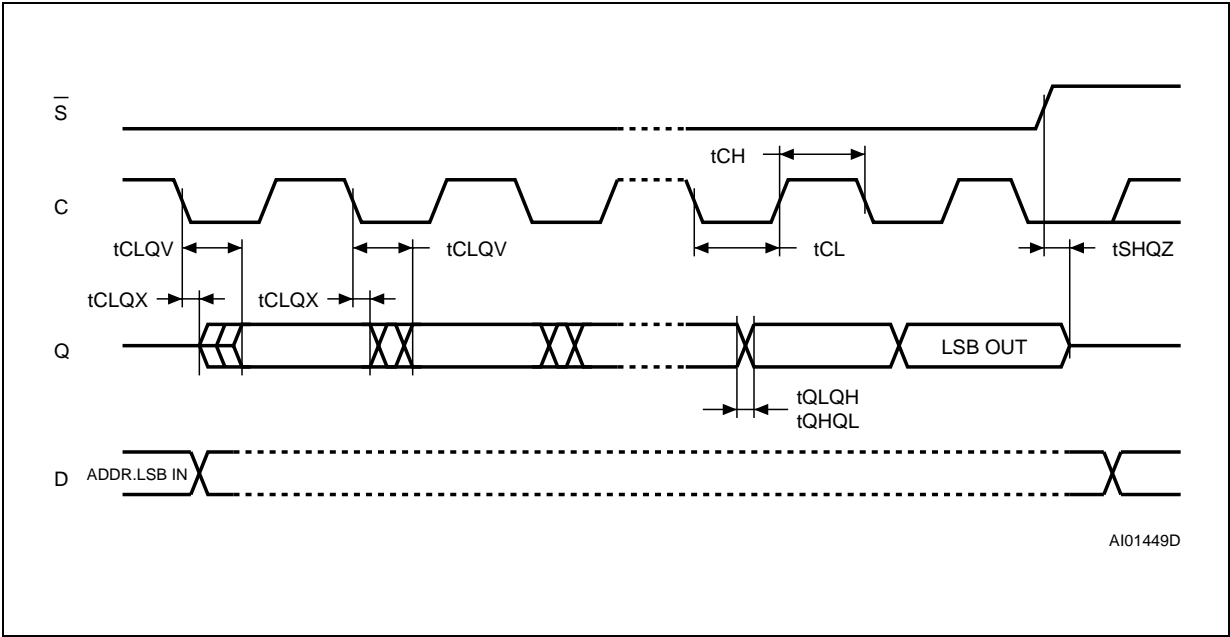 S
tCH
C
tCLQV
tCLQV
tCL
tSHQZ
tCLQX
tCLQX
Q
LSB OUT
tQLQH
tQHQL
D
ADDR.LSB IN
AI01449D